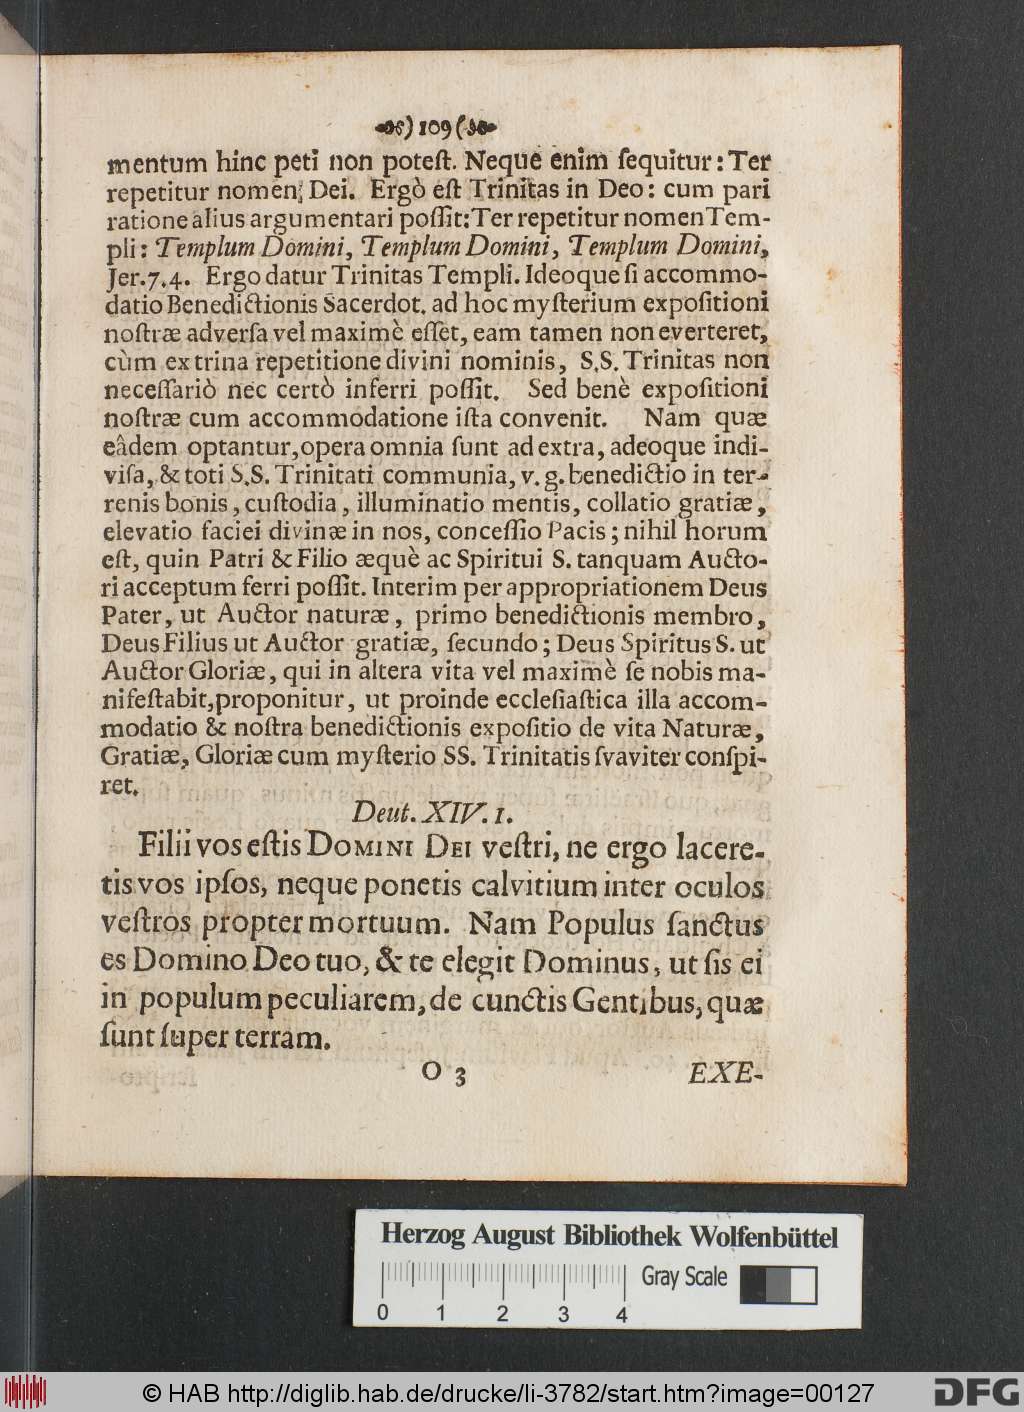 ) 109 (
mentum hinc peti non poteſt. Neque enim ſequitur: Ter
repetitur nomen, Dei. Ergò eſt Trinitas in Deo: cum pari
ratione alius argumentari poſſit: Ter repetitur nomen Tem-
pli: Templum Domini, Templum Domini, Templum Domini,
Jer. 7. 4. Ergo datur Trinitas Templi. Ideoque ſi accommo-
datio Benedictionis Sacerdot. ad hoc myſterium expoſitioni
noſtræ adverſa vel maximè eſſet, eam tamen non everteret,
cùm ex trina repetitione divini nominis, S.S. Trinitas non
neceſſariò nec certò inferri poſſit. Sed benè expoſitioni
noſtræ cum accommodatione iſta convenit. Nam quæ
eâdem optantur, opera omnia ſunt ad extra, adeoque indi-
viſa, & toti S.S. Trinitati communia, v. g. benedictio in ter-
renis bonis, cuſtodia, illuminatio mentis, collatio gratiæ,
elevatio faciei divinæ in nos, conceſſio Pacis; nihil horum
eſt, quin Patri & Filio æquè ac Spiritui S. tanquam Aucto-
ri acceptum ferri poſſit. Interim per appropriationem Deus
Pater, ut Auctor naturæ, primo benedictionis membro,
Deus Filius ut Auctor gratiæ, ſecundo; Deus Spiritus S. ut
Auctor Gloriæ, qui in altera vita vel maximè ſe nobis ma-
nifeſtabit, proponitur, ut proinde eccleſiaſtica illa accom-
modatio & noſtra benedictionis expoſitio de vita Naturæ,
Gratiæ, Gloriæ cum myſterio SS. Trinitatis ſvaviter conſpi-
ret.
Deut. XIV. 1.
Filii vos eſtis DOMINI DEI veſtri, ne ergo lacere-
tis vos ipſos, neque ponetis calvitium inter oculos
veſtros propter mortuum. Nam Populus ſanctus
es Domino Deo tuo, & te elegit Dominus, ut ſis ei
in populum peculiarem, de cunctis Gentibus, quæ
ſunt ſuper terram.
O 3 EXE-
Herzog August Bibliothek Wolfenbüttel
Gray Scale
0 1 2 3 4
© HAB http://diglib.hab.de/drucke/li-3782/start.htm?image=00127
DFG